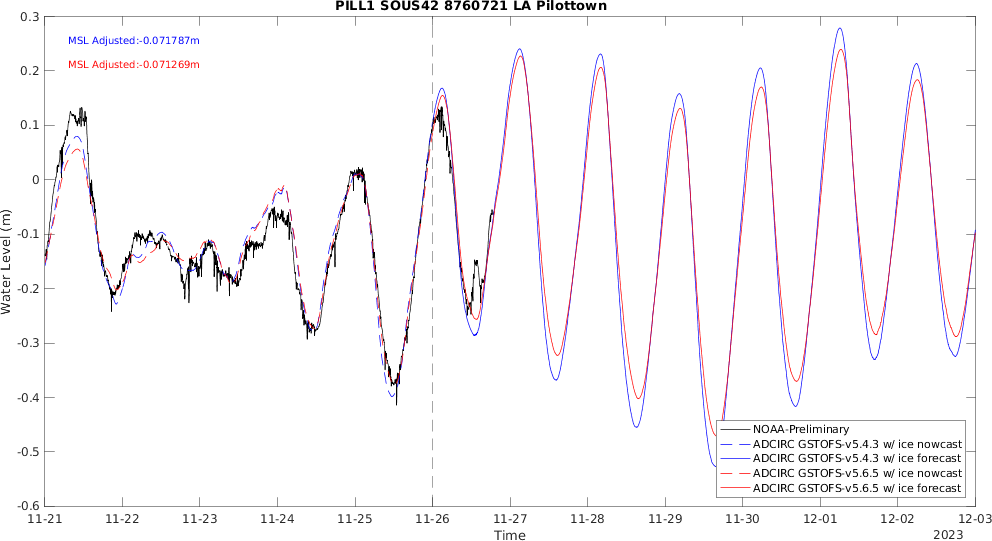 PILL1 SOUS42 8760721 LA Pilottown
MSL Adjusted:-0.071787m
MSL Adjusted:-0.071269m
0.3
0.2
0.1
0
-0.1
-0.2
-0.3
-0.4
-0.5
-0.6
Water Level (m)
NOAA-Preliminary
ADCIRC GSTOFS-v5.4.3 w/ ice nowcast
ADCIRC GSTOFS-v5.4.3 w/ ice forecast
ADCIRC GSTOFS-v5.6.5 w/ ice nowcast
ADCIRC GSTOFS-v5.6.5 w/ ice forecast
11-21 11-22 11-23 11-24 11-25 11-26 11-27 11-28 11-29 11-30 12-01 12-02 12-03
Time
2023